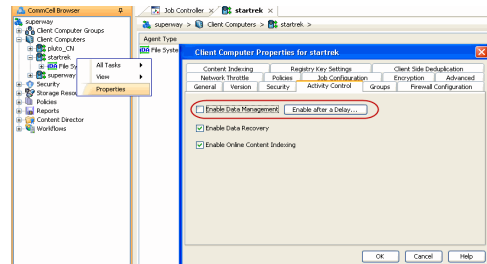 CommCell Browser
superway
Client Computer Groups
Client Computers
pluto_CN
startrek
File Sy
superway
Security
Storage Resou
Policies
Reports
Content Director
Workflows
All Tasks
View
Properties
Job Controller
startrek
superway > Client Computers > startrek >
Agent Type
File System
Client Computer Properties for startrek
Content Indexing Registry Key Settings Client Side Deduplication
Network Throttle Policies Job Configuration Encryption Advanced
General Version Security Activity Control Groups Firewall Configuration
Enable Data Management Enable after a Delay...
Enable Data Recovery
Enable Online Content Indexing
OK Cancel Help